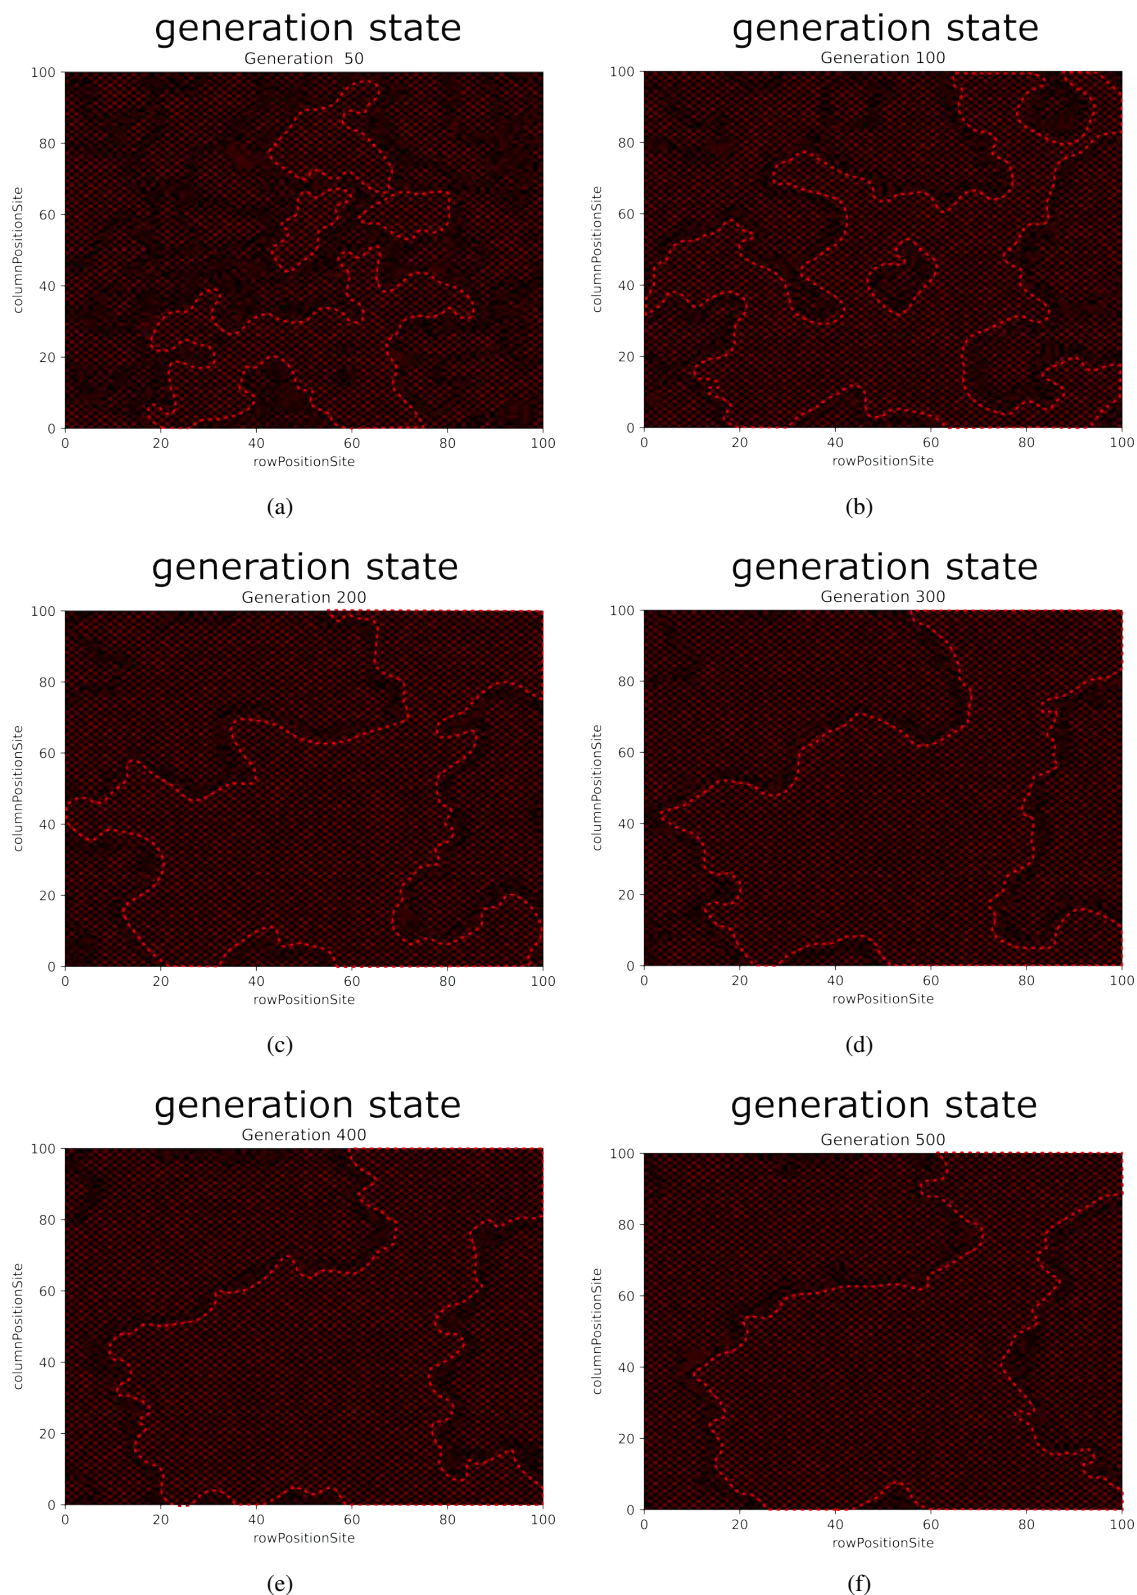 generation state
Generation  50
100
80
60
40
20
0
columnPositionSite
0 20 40 60 80 100
rowPositionSite
(a)
generation state
Generation 100
100
80
60
40
20
0
columnPositionSite
0 20 40 60 80 100
rowPositionSite
(b)
generation state
Generation 200
100
80
60
40
20
0
columnPositionSite
0 20 40 60 80 100
rowPositionSite
(c)
generation state
Generation 300
100
80
60
40
20
0
columnPositionSite
0 20 40 60 80 100
rowPositionSite
(d)
generation state
Generation 400
100
80
60
40
20
0
columnPositionSite
0 20 40 60 80 100
rowPositionSite
(e)
generation state
Generation 500
100
80
60
40
20
0
columnPositionSite
0 20 40 60 80 100
rowPositionSite
(f)